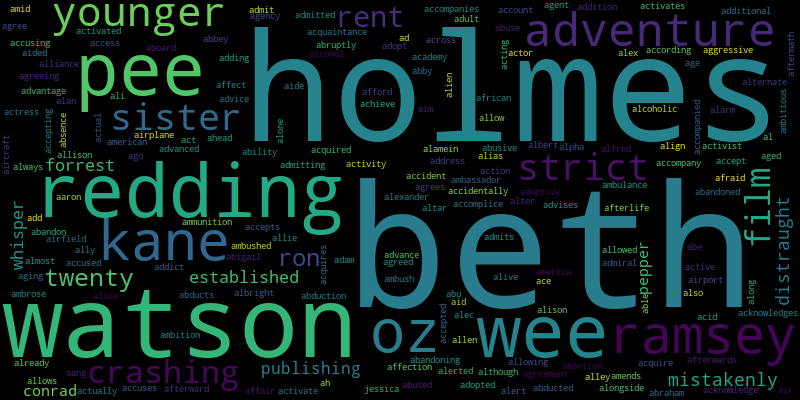 amid younger admit agency accompanies adult activates additional
agree admitted rent acquaintance ad account agent addition adventure aftermath
accusing activated access abbey abruptly across abuse
aided pee adding aboard adopt academy acting actor alex according aggressive
alliance holmes alcohol abby alien age alternate
agreeing affect aide afford african alcoholic alarm ambitious
advantage ali advice achieve aim allow accompanied
actress alan sister alone alamein abusive albert alpha alfred align activist al
accepting absence actual airplane act ahead acquired address alias accept aged
aircraft american advanced ability activity action accompany afraid
always allison ago admitting accident ambassador strict abandoned
forrest redding alexander agrees accidentally adoptive ambulance film
whisper add aaron ammunition altar accomplice alter advises afterlife distraught
abandon kane accepts ambushed beth admits allowed abe
almost airfield ally allie ron adam advance alive admiral pepper active
accused addict abigail acquires agreed america airport along
aging twenty established ambush ace able also
ambrose alice abducts albright abduction abu aid acid acknowledges
watson ambition oz accepted alec alison wee ramsey
already allen abandoning allowing abortion afterwards
aang crashing publishing affection alerted although agreement alley acquire
allows accuses ah abused adopted alert abducted amends mistakenly
conrad actually afterward affair activate jessica alongside abraham acknowledge air